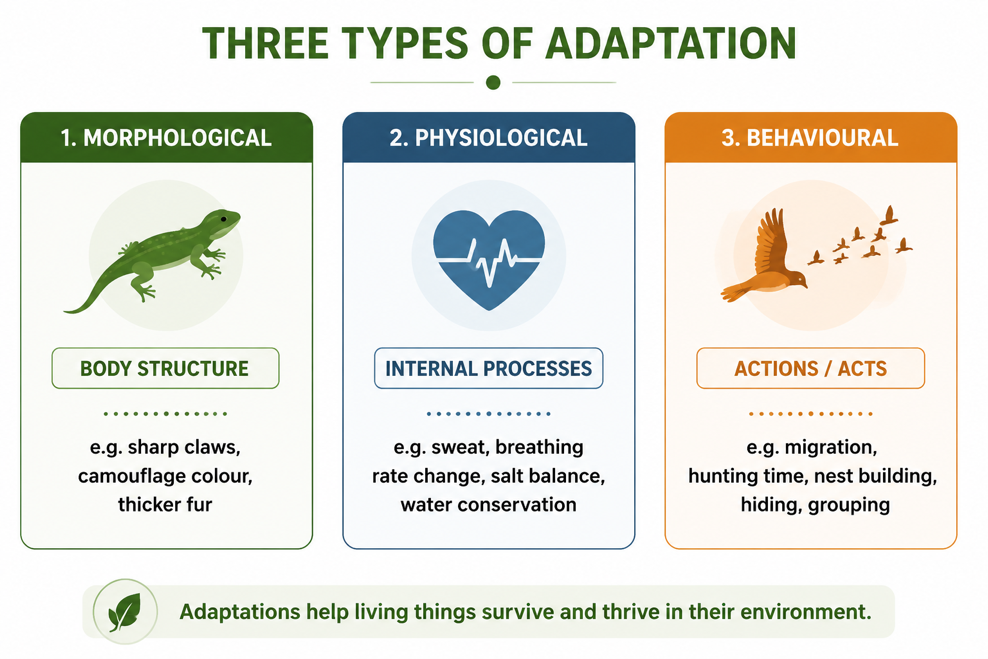 THREE TYPES OF ADAPTATION
1. MORPHOLOGICAL
BODY STRUCTURE
e.g. sharp claws,
camouflage colour,
thicker fur
2. PHYSIOLOGICAL
INTERNAL PROCESSES
e.g. sweat, breathing
rate change, salt balance,
water conservation
3. BEHAVIOURAL
ACTIONS / ACTS
e.g. migration,
hunting time, nest building,
hiding, grouping
Adaptations help living things survive and thrive in their environment.